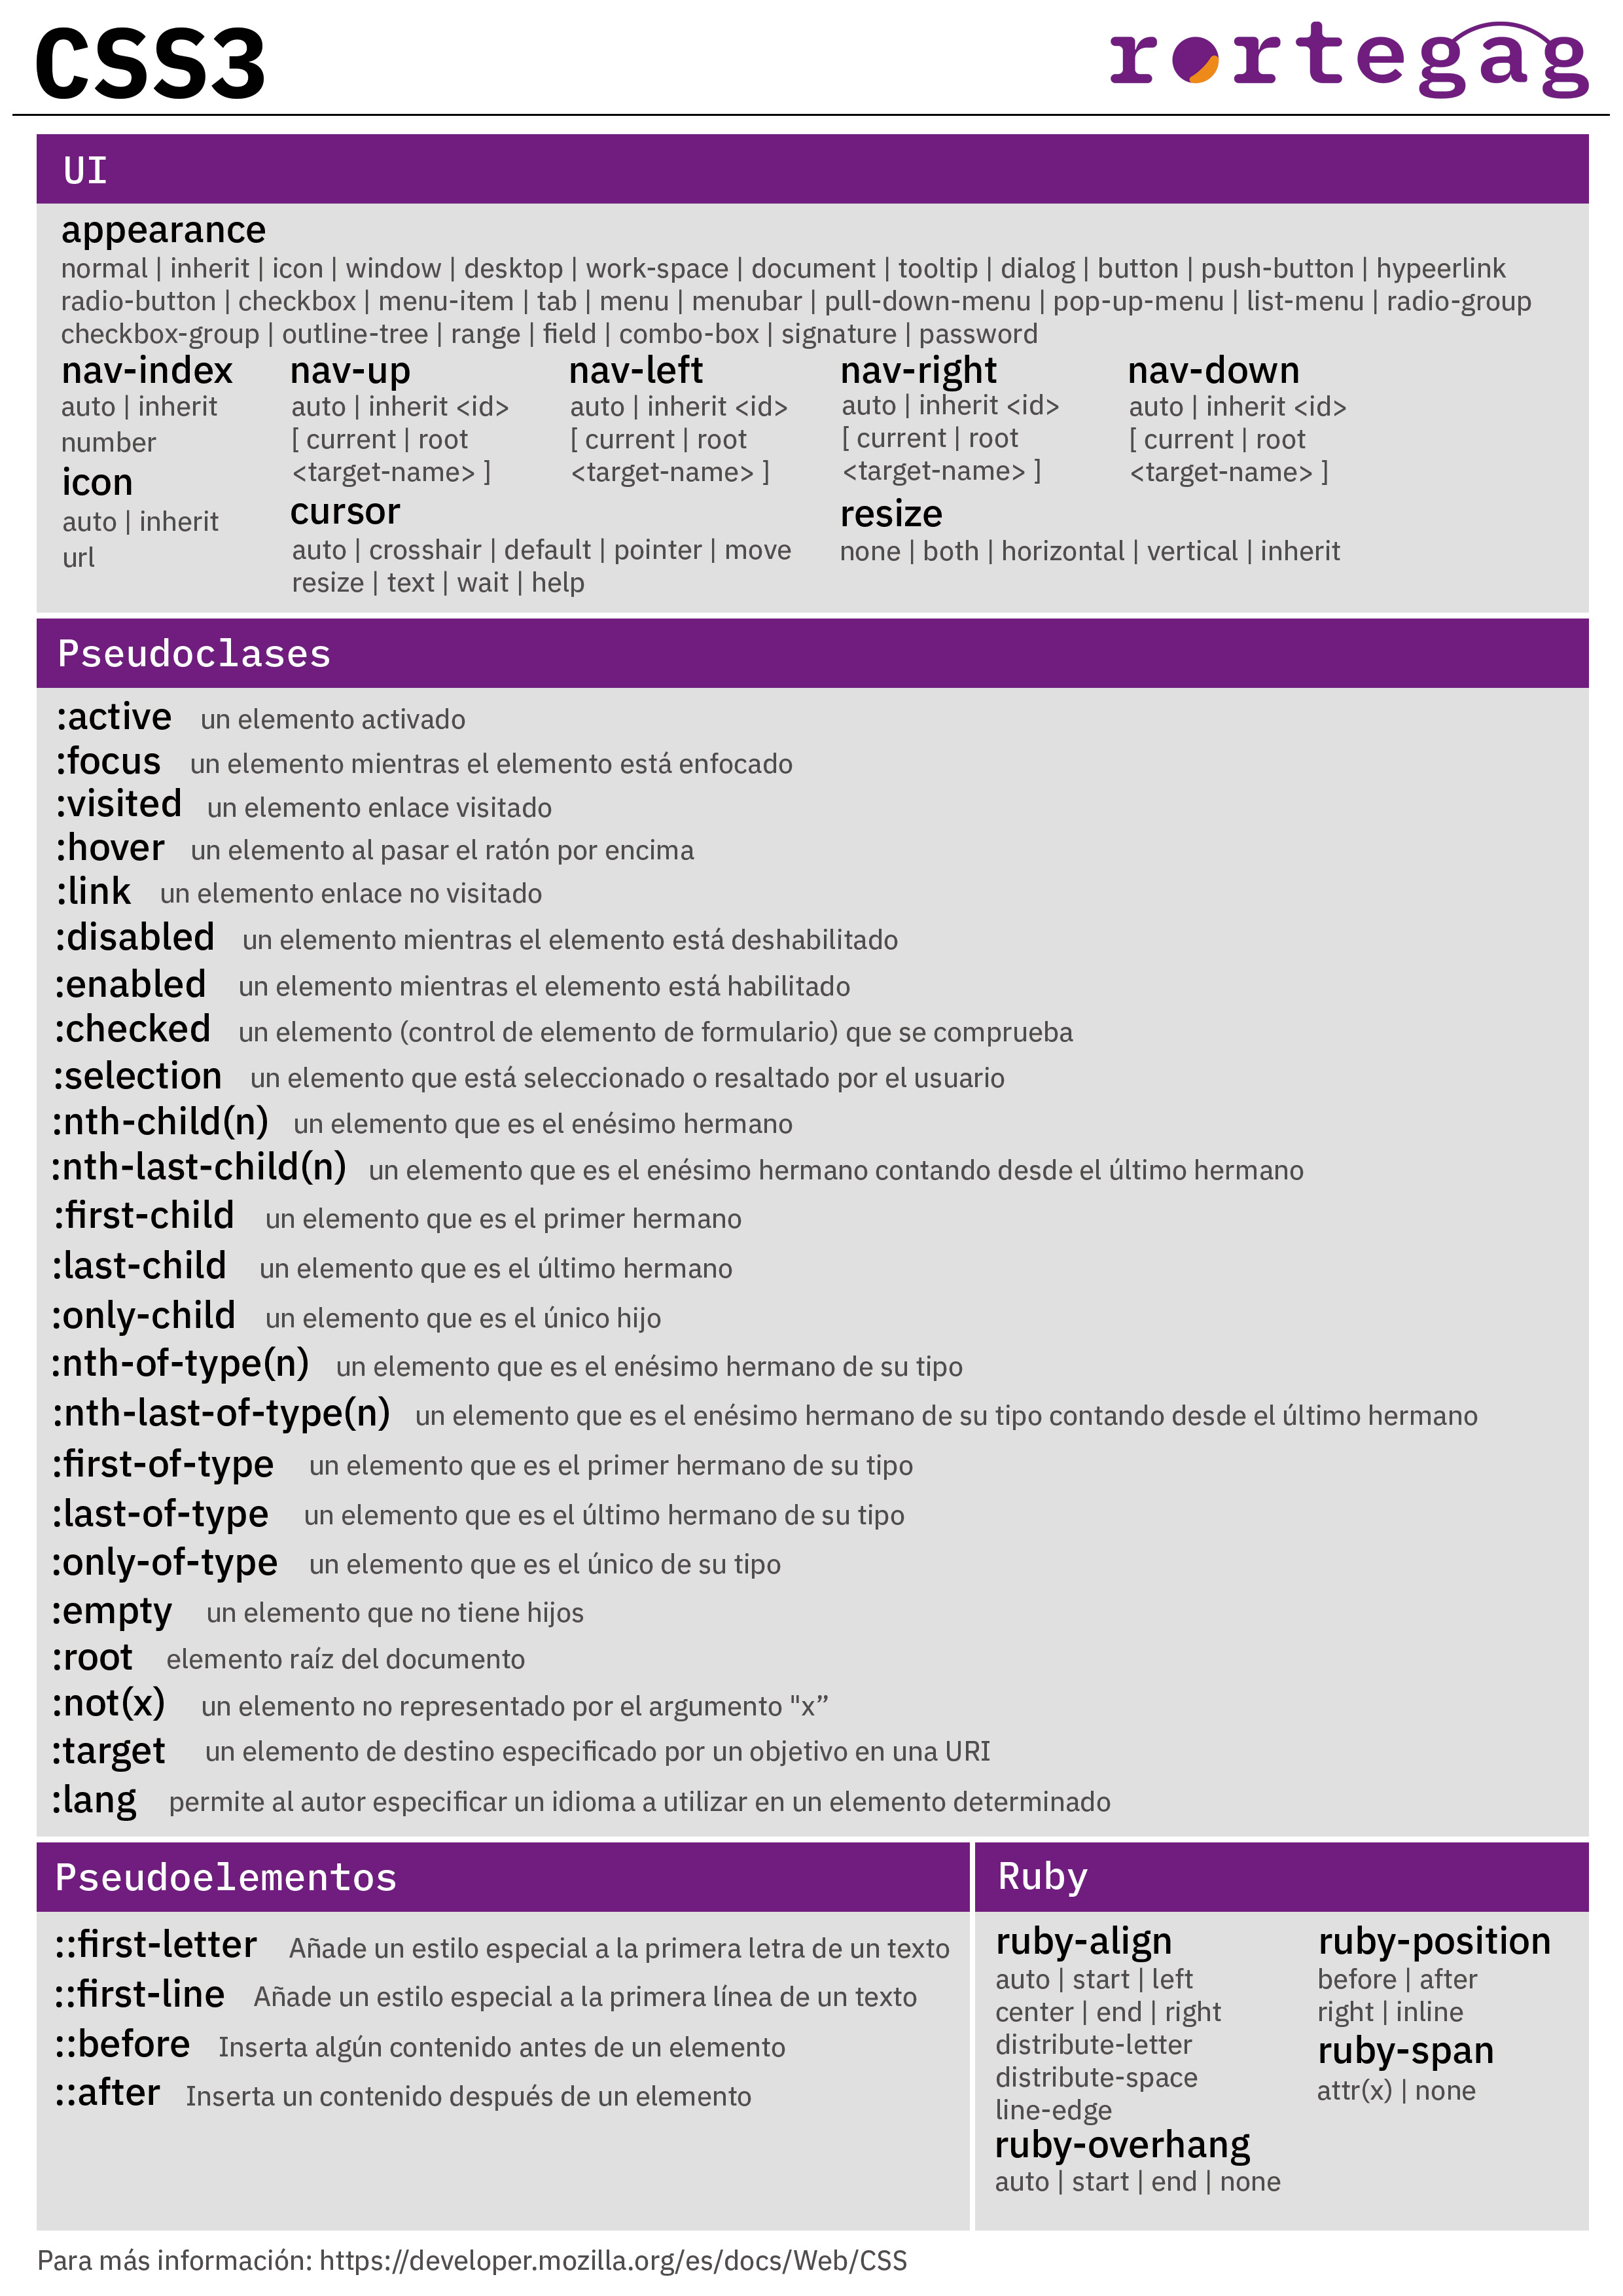 CSS3
rortegag
UI
appearance
normal | inherit | icon | window | desktop | work-space | document | tooltip | dialog | button | push-button | hypeerlink
radio-button | checkbox | menu-item | tab | menu | menubar | pull-down-menu | pop-up-menu | list-menu | radio-group
checkbox-group | outline-tree | range | field | combo-box | signature | password
nav-index
auto | inherit
number
icon
auto | inherit
url
nav-up
auto | inherit <id>
[ current | root
<target-name> ]
nav-left
auto | inherit <id>
[ current | root
<target-name> ]
nav-right
auto | inherit <id>
[ current | root
<target-name> ]
nav-down
auto | inherit <id>
[ current | root
<target-name> ]
cursor
auto | crosshair | default | pointer | move
resize | text | wait | help
resize
none | both | horizontal | vertical | inherit
Pseudoclases
:active un elemento activado
:focus un elemento mientras el elemento está enfocado
:visited un elemento enlace visitado
:hover un elemento al pasar el ratón por encima
:link un elemento enlace no visitado
:disabled un elemento mientras el elemento está deshabilitado
:enabled un elemento mientras el elemento está habilitado
:checked un elemento (control de elemento de formulario) que se comprueba
:selection un elemento que está seleccionado o resaltado por el usuario
:nth-child(n) un elemento que es el enésimo hermano
:nth-last-child(n) un elemento que es el enésimo hermano contando desde el último hermano
:first-child un elemento que es el primer hermano
:last-child un elemento que es el último hermano
:only-child un elemento que es el único hijo
:nth-of-type(n) un elemento que es el enésimo hermano de su tipo
:nth-last-of-type(n) un elemento que es el enésimo hermano de su tipo contando desde el último hermano
:first-of-type un elemento que es el primer hermano de su tipo
:last-of-type un elemento que es el último hermano de su tipo
:only-of-type un elemento que es el único de su tipo
:empty un elemento que no tiene hijos
:root elemento raíz del documento
:not(x) un elemento no representado por el argumento "x”
:target un elemento de destino especificado por un objetivo en una URI
:lang permite al autor especificar un idioma a utilizar en un elemento determinado
Pseudoelementos
::first-letter Añade un estilo especial a la primera letra de un texto
::first-line Añade un estilo especial a la primera línea de un texto
::before Inserta algún contenido antes de un elemento
::after Inserta un contenido después de un elemento
Ruby
ruby-align
auto | start | left
center | end | right
distribute-letter
distribute-space
line-edge
ruby-overhang
auto | start | end | none
ruby-position
before | after
right | inline
ruby-span
attr(x) | none
Para más información: https://developer.mozilla.org/es/docs/Web/CSS